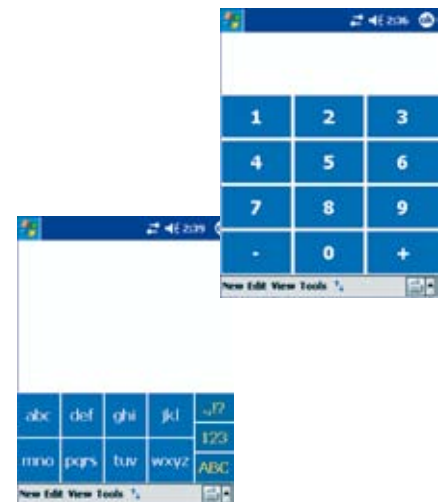 2:36 ok
1 2 3
4 5 6
7 8 9
- 0 +
New Edit View Tools
2:39
abc def ghi jkl .,!?
123
mno pqrs tuv wxyz ABC
New Edit View Tools